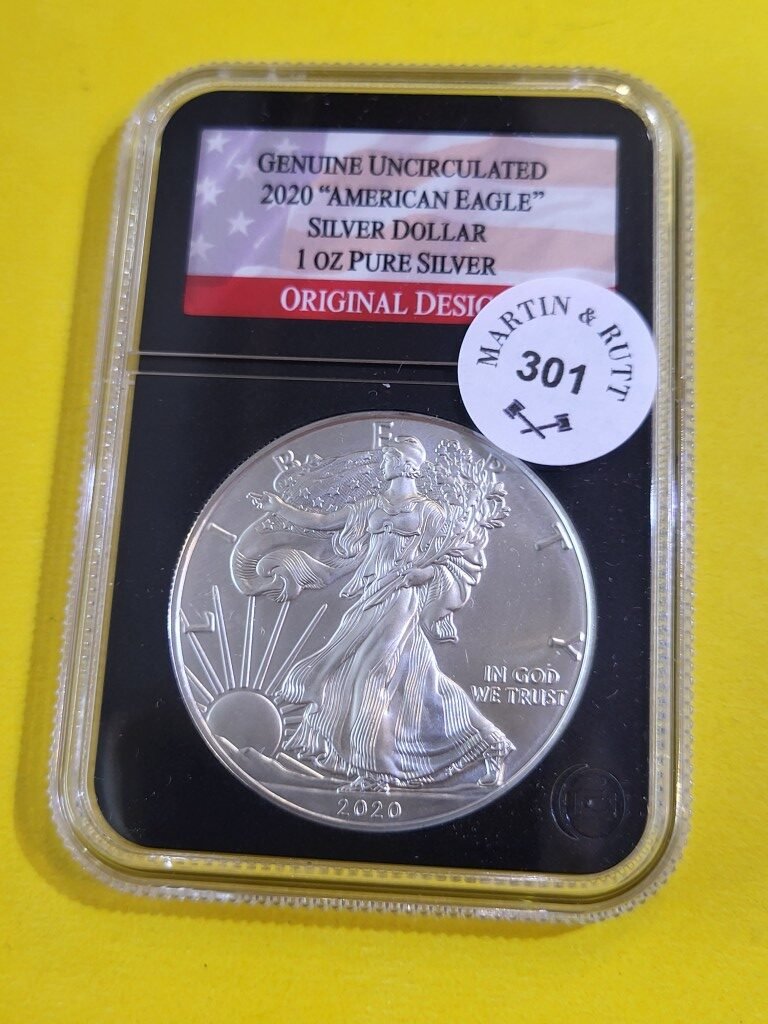 GENUINE UNCIRCULATED
2020 “AMERICAN EAGLE”
SILVER DOLLAR
1 OZ PURE SILVER
ORIGINAL DESIG
MARTIN & RUTT
301
LIBERTY
IN GOD
WE TRUST
2020